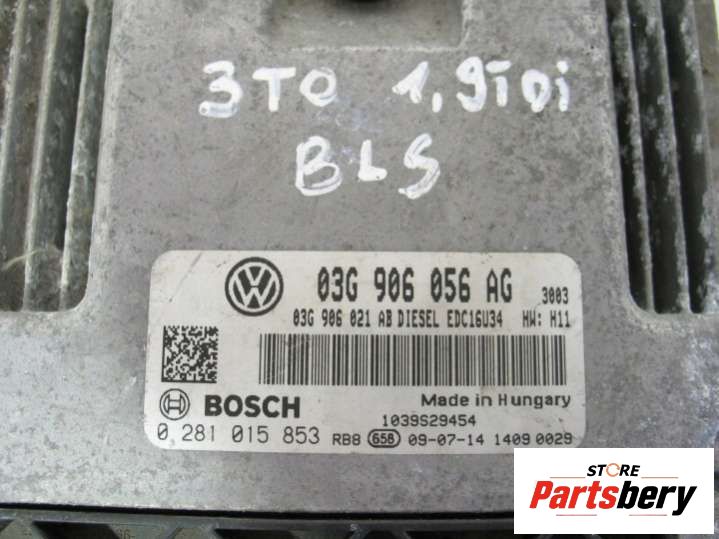 3TO 1,9TDi
BLS
03G 906 056 AG 3003
03G 906 021 AB DIESEL EDC16U34 HW: H11
BOSCH
Made in Hungary
1039S29454
0 281 015 853 RB8 658 09-07-14 1409 0029
STORE
Partsbery